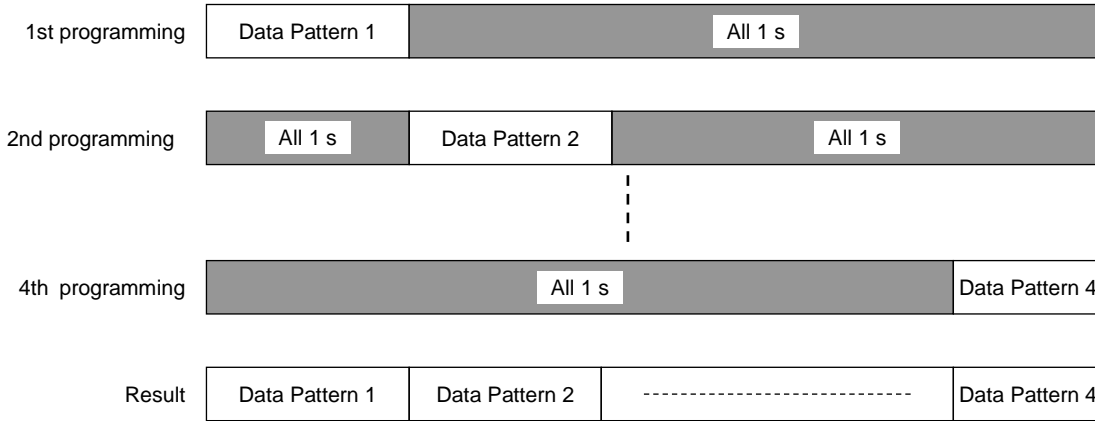 1st programming Data Pattern 1 All 1 s
2nd programming All 1 s Data Pattern 2 All 1 s
4th programming All 1 s Data Pattern 4
Result Data Pattern 1 Data Pattern 2 Data Pattern 4